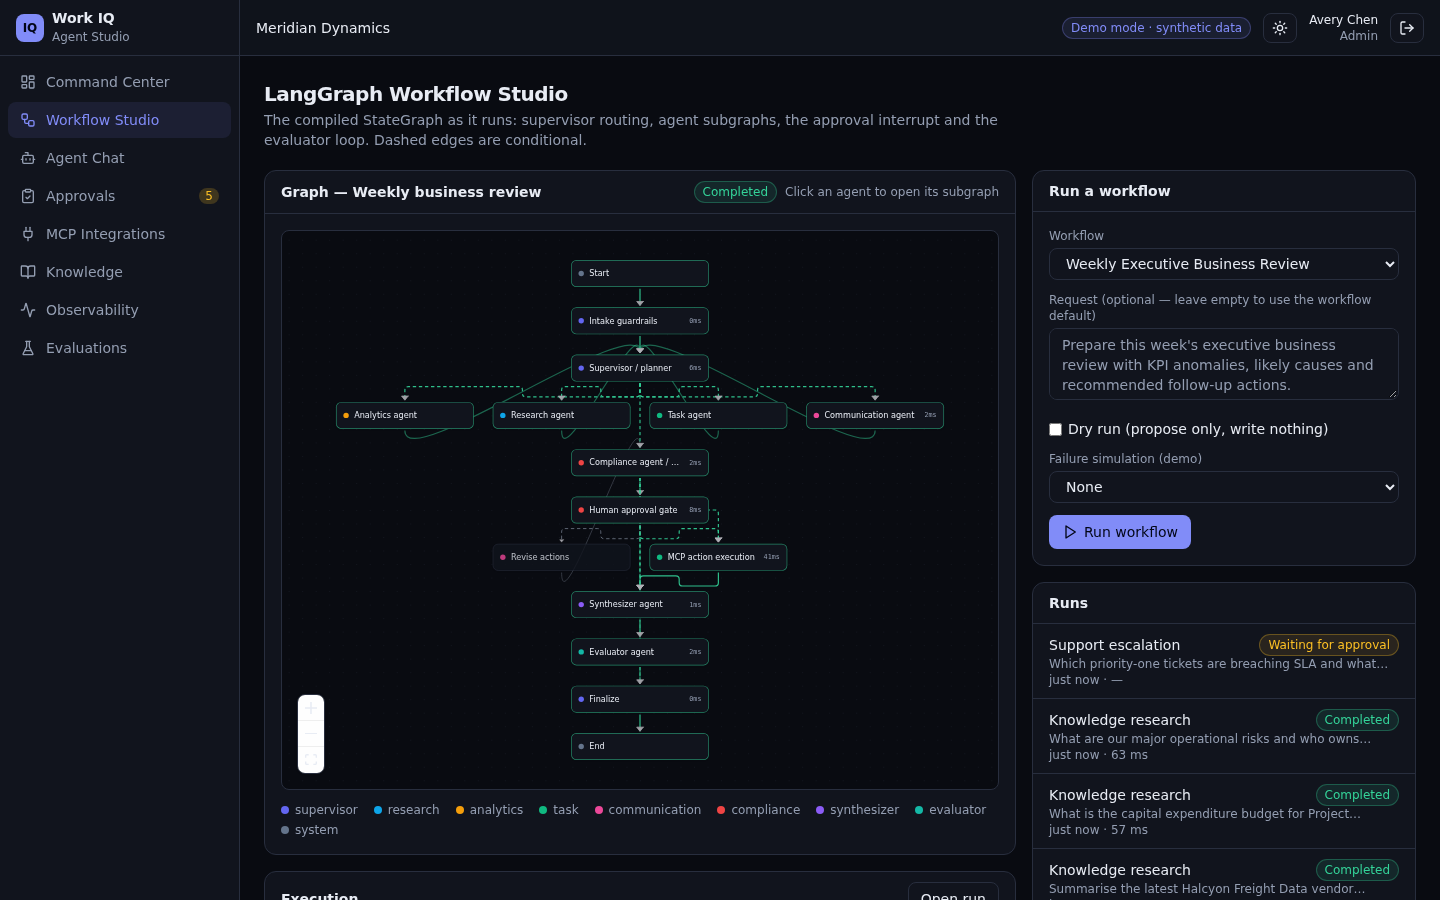 IQ
Work IQ
Agent Studio
Meridian Dynamics
Demo mode · synthetic data
Avery Chen
Admin
Command Center
Workflow Studio
Agent Chat
Approvals
5
MCP Integrations
Knowledge
Observability
Evaluations
LangGraph Workflow Studio
The compiled StateGraph as it runs: supervisor routing, agent subgraphs, the approval interrupt and the
evaluator loop. Dashed edges are conditional.
Graph — Weekly business review
Completed
Click an agent to open its subgraph
Start
Intake guardrails 0ms
Supervisor / planner 6ms
Analytics agent
Research agent
Task agent
Communication agent 2ms
Compliance agent / ... 2ms
Human approval gate 8ms
Revise actions
MCP action execution 41ms
Synthesizer agent 1ms
Evaluator agent 2ms
Finalize 0ms
End
supervisor
research
analytics
task
communication
compliance
synthesizer
evaluator
system
Execution
Open run
Run a workflow
Workflow
Weekly Executive Business Review
Request (optional — leave empty to use the workflow
default)
Prepare this week's executive business
review with KPI anomalies, likely causes and
recommended follow-up actions.
Dry run (propose only, write nothing)
Failure simulation (demo)
None
Run workflow
Runs
Support escalation
Waiting for approval
Which priority-one tickets are breaching SLA and what...
just now · —
Knowledge research
Completed
What are our major operational risks and who owns...
just now · 63 ms
Knowledge research
Completed
What is the capital expenditure budget for Project...
just now · 57 ms
Knowledge research
Completed
Summarise the latest Halcyon Freight Data vendor...